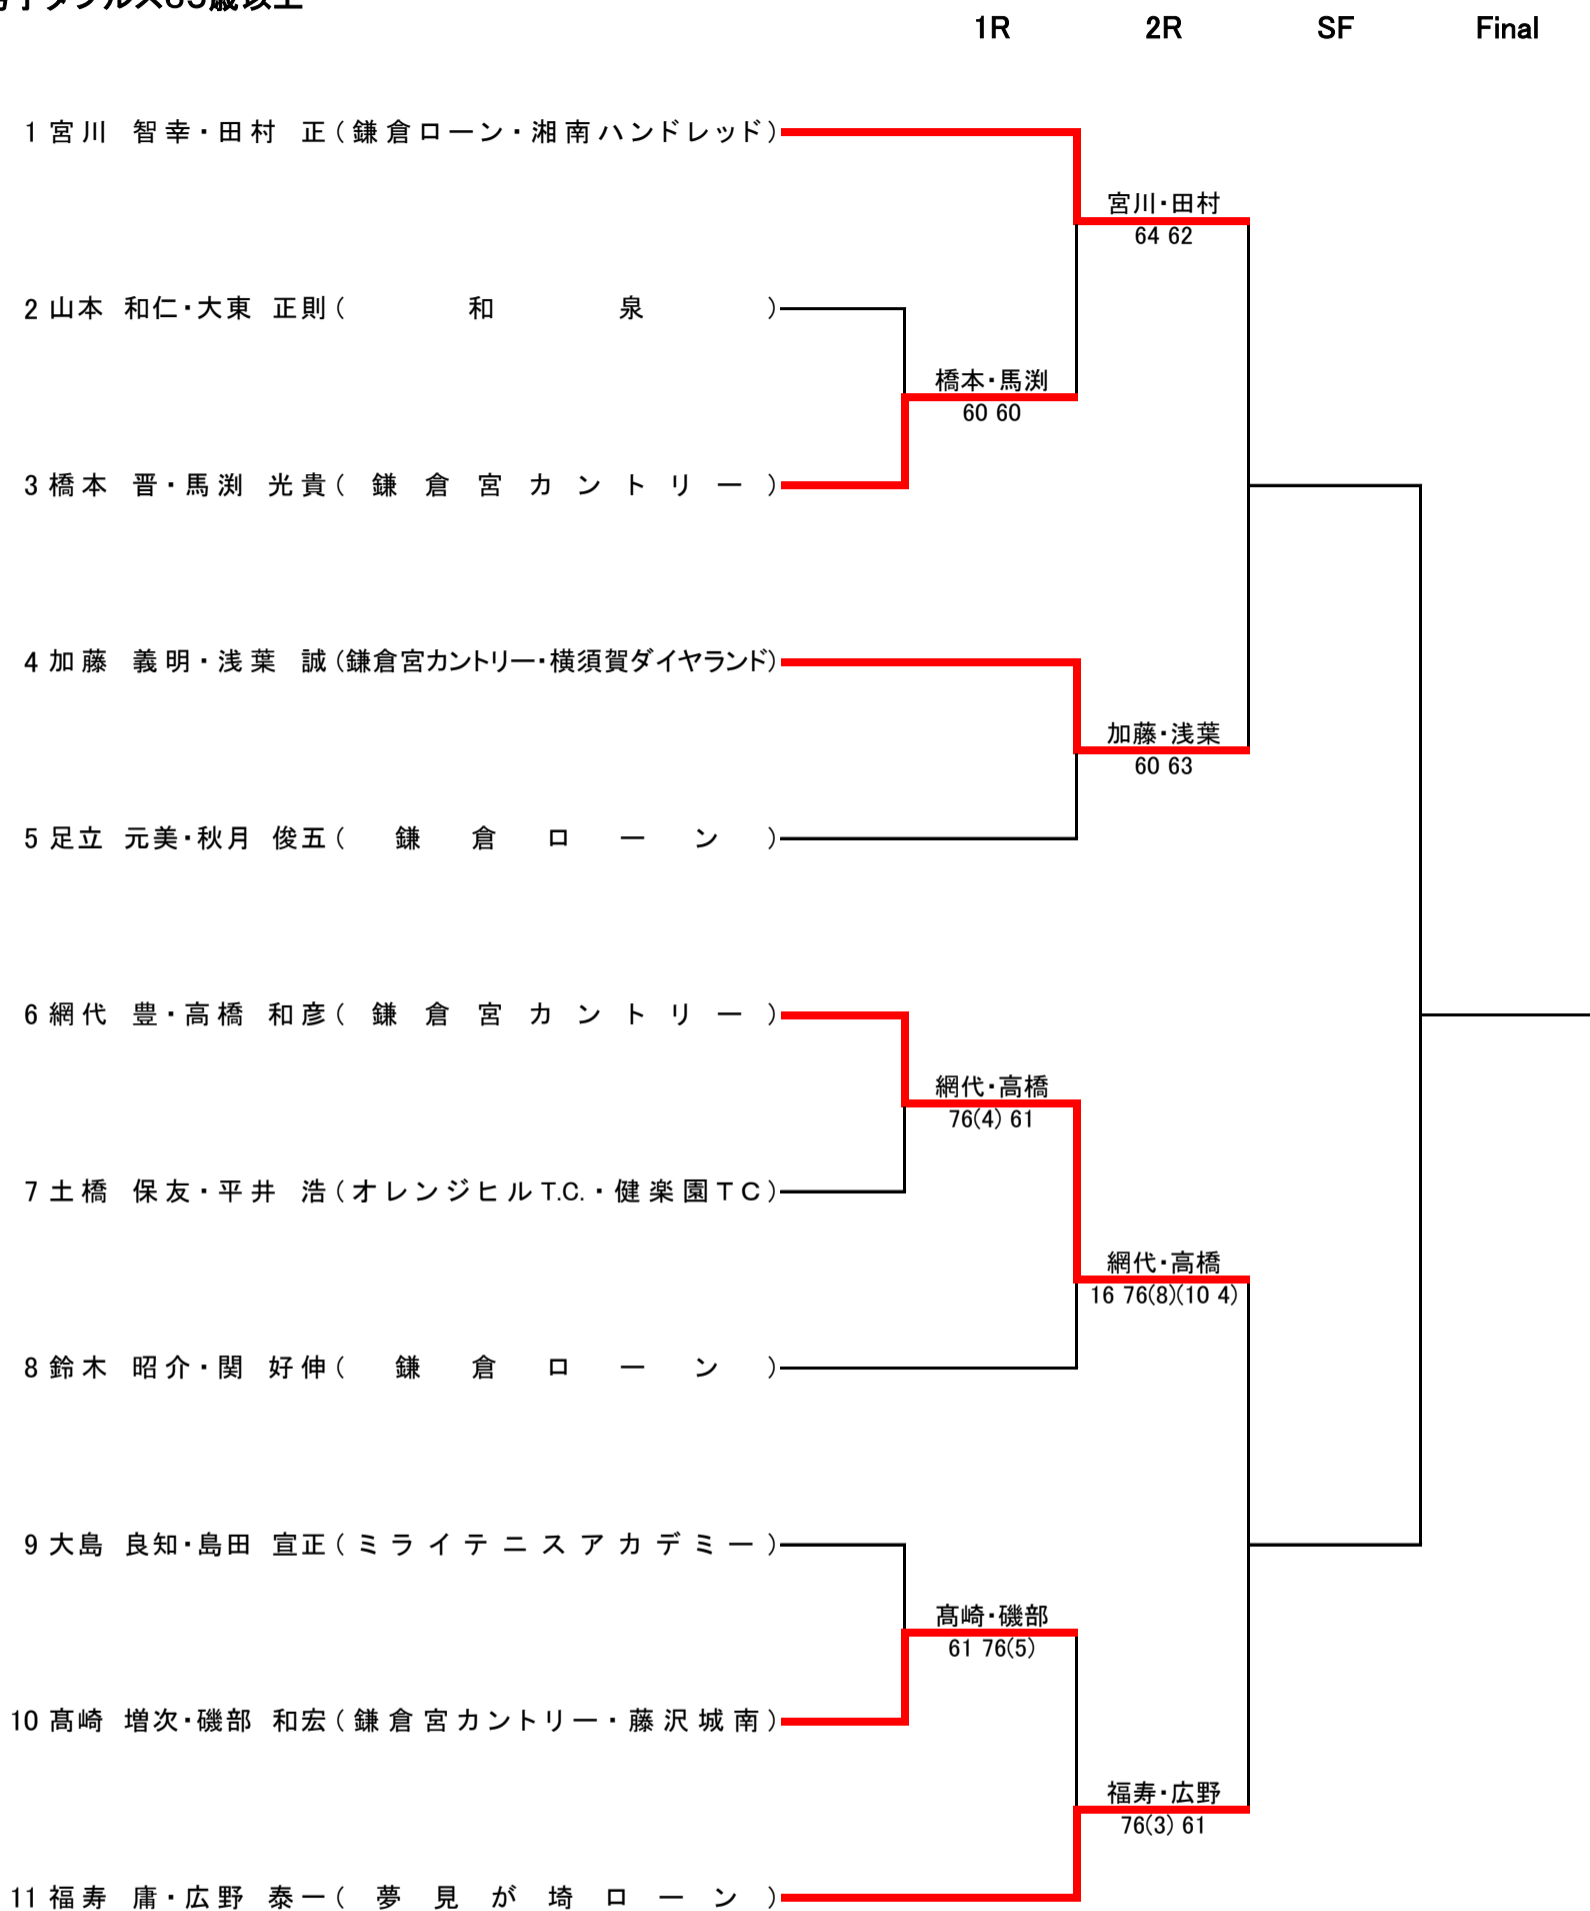 1R 2R SF Final
1 宮川 智幸・田村 正(鎌倉ローン・湘南ハンドレッド)
宮川・田村
64 62
2 山本 和仁・大東 正則(和泉)
橋本・馬渕
60 60
3 橋本 晋・馬渕 光貴(鎌倉宮カントリー)
4 加藤 義明・浅葉 誠(鎌倉宮カントリー・横須賀ダイヤランド)
加藤・浅葉
60 63
5 足立 元美・秋月 俊五(鎌倉ローン)
6 網代 豊・高橋 和彦(鎌倉宮カントリー)
網代・高橋
76(4) 61
7 土橋 保友・平井 浩(オレンジヒルT.C.・健楽園TC)
網代・高橋
16 76(8)(10 4)
8 鈴木 昭介・関 好伸(鎌倉ローン)
9 大島 良知・島田 宣正(ミライテニスアカデミー)
髙崎・磯部
61 76(5)
10 髙崎 増次・磯部 和宏(鎌倉宮カントリー・藤沢城南)
福寿・広野
76(3) 61
11 福寿 庸・広野 泰一(夢見が埼ローン)